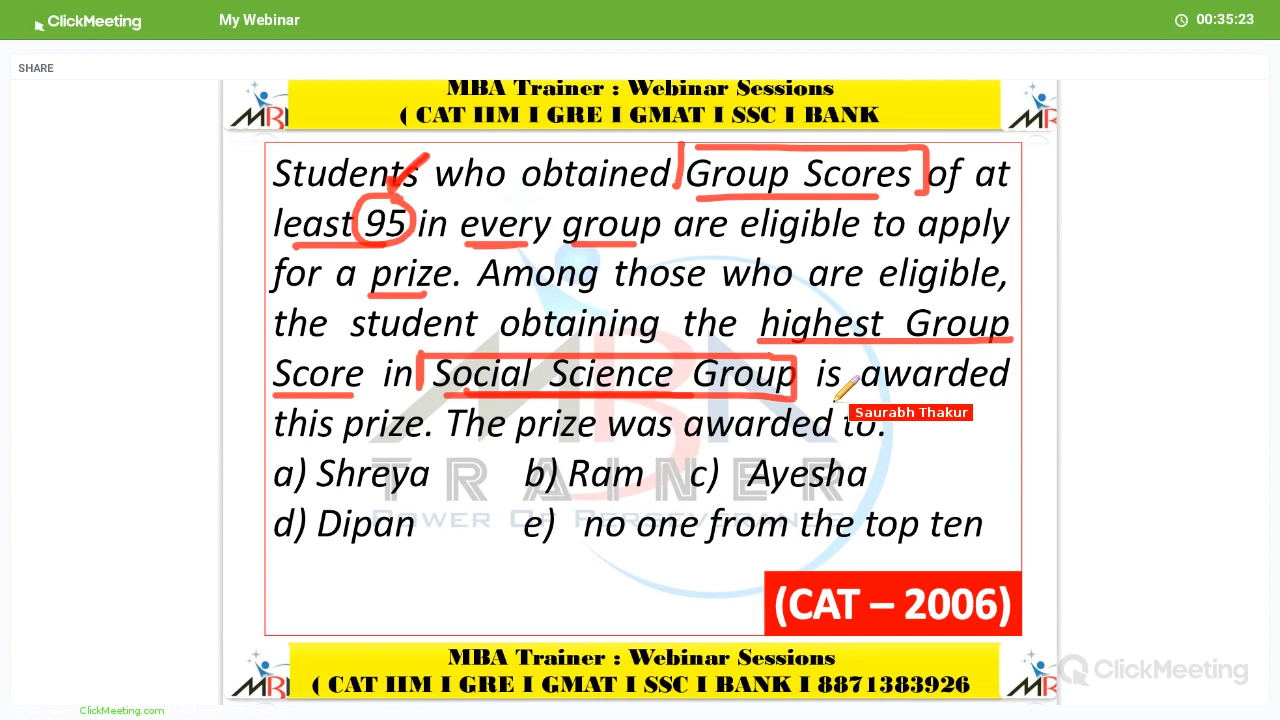 ClickMeeting My Webinar 00:35:23
SHARE
MBA Trainer : Webinar Sessions
( CAT IIM I GRE I GMAT I SSC I BANK
Students who obtained Group Scores of at
least 95 in every group are eligible to apply
for a prize. Among those who are eligible,
the student obtaining the highest Group
Score in Social Science Group is awarded
Saurabh Thakur
this prize. The prize was awarded to:
a) Shreya b) Ram c) Ayesha
TRAINER
POWER OF PERSEVERANCE
d) Dipan e) no one from the top ten
(CAT – 2006)
MBA Trainer : Webinar Sessions
( CAT IIM I GRE I GMAT I SSC I BANK I 8871383926
ClickMeeting
ClickMeeting.com